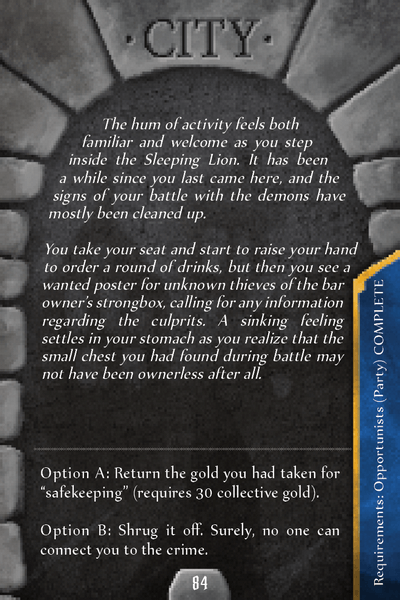 · CITY ·
The hum of activity feels both
familiar and welcome as you step
inside the Sleeping Lion. It has been
a while since you last came here, and the
signs of your battle with the demons have
mostly been cleaned up.
You take your seat and start to raise your hand
to order a round of drinks, but then you see a
wanted poster for unknown thieves of the bar
owner's strongbox, calling for any information
regarding the culprits. A sinking feeling
settles in your stomach as you realize that the
small chest you had found during battle may
not have been ownerless after all.
Option A: Return the gold you had taken for
“safekeeping” (requires 30 collective gold).
Option B: Shrug it off. Surely, no one can
connect you to the crime.
Requirements: Opportunists (Party) COMPLETE
84